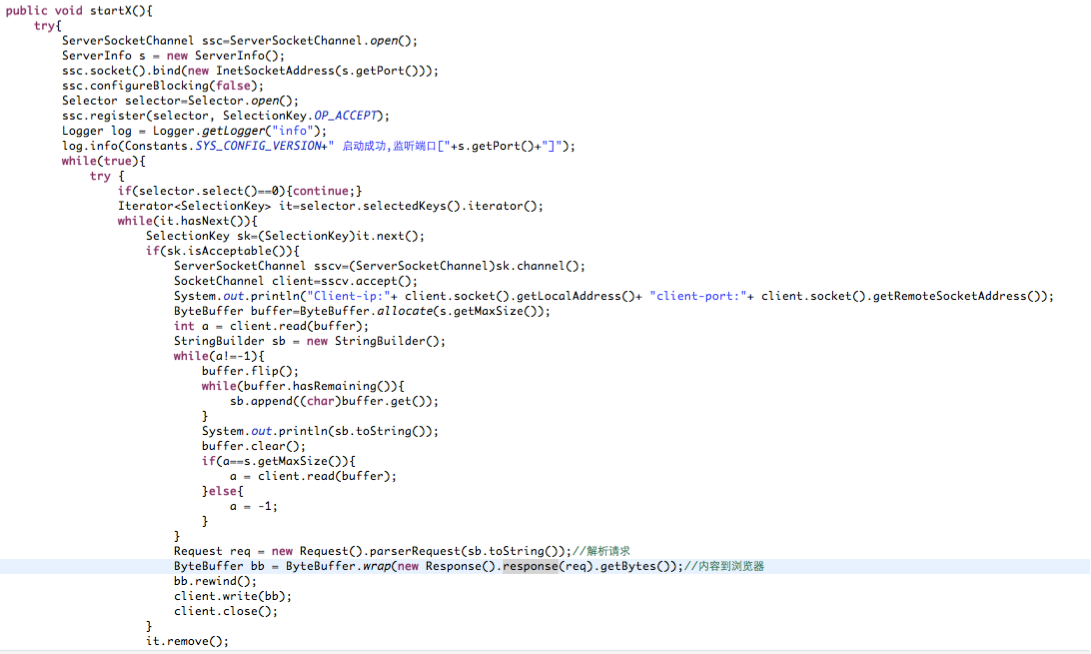 public void startX(){
try{
ServerSocketChannel ssc=ServerSocketChannel.open();
ServerInfo s = new ServerInfo();
ssc.socket().bind(new InetSocketAddress(s.getPort()));
ssc.configureBlocking(false);
Selector selector=Selector.open();
ssc.register(selector, SelectionKey.OP_ACCEPT);
Logger log = Logger.getLogger("info");
log.info(Constants.SYS_CONFIG_VERSION+" 启动成功,监听端口["+s.getPort()+"]");
while(true){
try {
if(selector.select()==0){continue;}
Iterator<SelectionKey> it=selector.selectedKeys().iterator();
while(it.hasNext()){
SelectionKey sk=(SelectionKey)it.next();
if(sk.isAcceptable()){
ServerSocketChannel sscv=(ServerSocketChannel)sk.channel();
SocketChannel client=sscv.accept();
System.out.println("Client-ip:"+ client.socket().getLocalAddress()+ "client-port:"+ client.socket().getRemoteSocketAddress());
ByteBuffer buffer=ByteBuffer.allocate(s.getMaxSize());
int a = client.read(buffer);
StringBuilder sb = new StringBuilder();
while(a!=-1){
buffer.flip();
while(buffer.hasRemaining()){
sb.append((char)buffer.get());
}
System.out.println(sb.toString());
buffer.clear();
if(a==s.getMaxSize()){
a = client.read(buffer);
}else{
a = -1;
}
}
Request req = new Request().parserRequest(sb.toString());//解析请求
ByteBuffer bb = ByteBuffer.wrap(new Response().response(req).getBytes());//内容到浏览器
bb.rewind();
client.write(bb);
client.close();
}
it.remove();